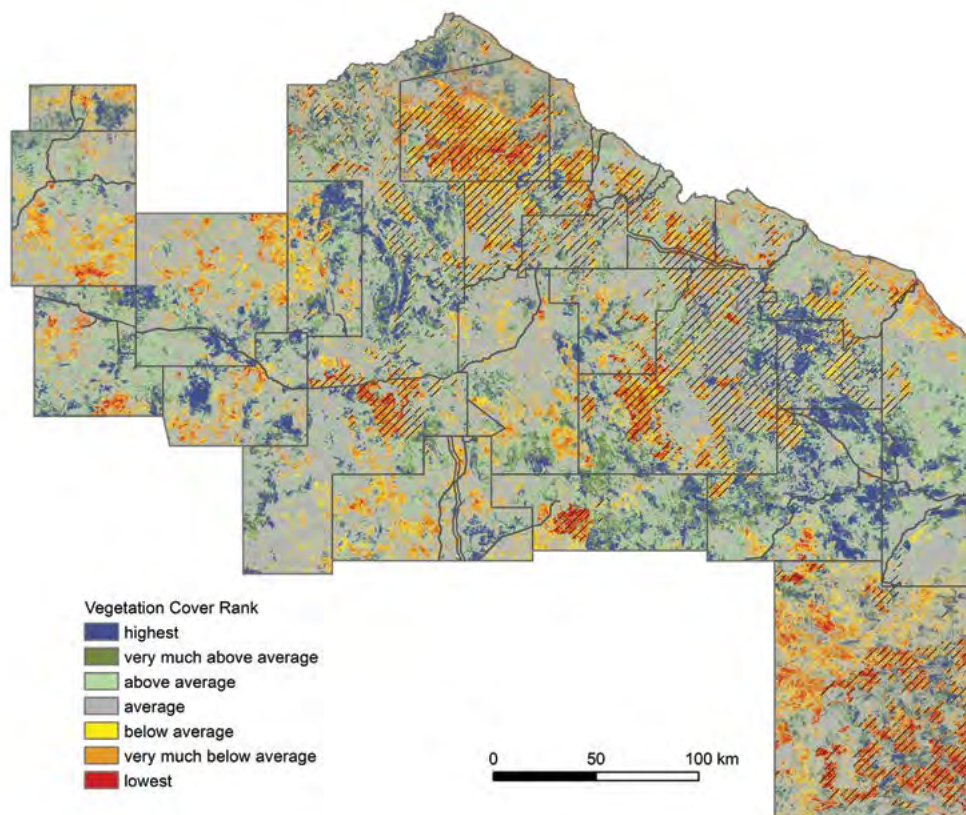 Vegetation Cover Rank
highest
very much above average
above average
average
below average
very much below average
lowest
0 50 100 km